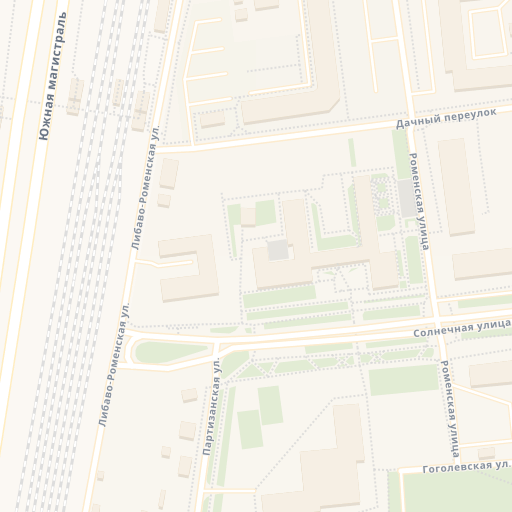 Южная магистраль
Дачный переулок
Либаво-Роменская ул.
Роменская улица
Либаво-Роменская ул.
Солнечная улица
Партизанская ул.
Роменская улица
Гоголевская ул.